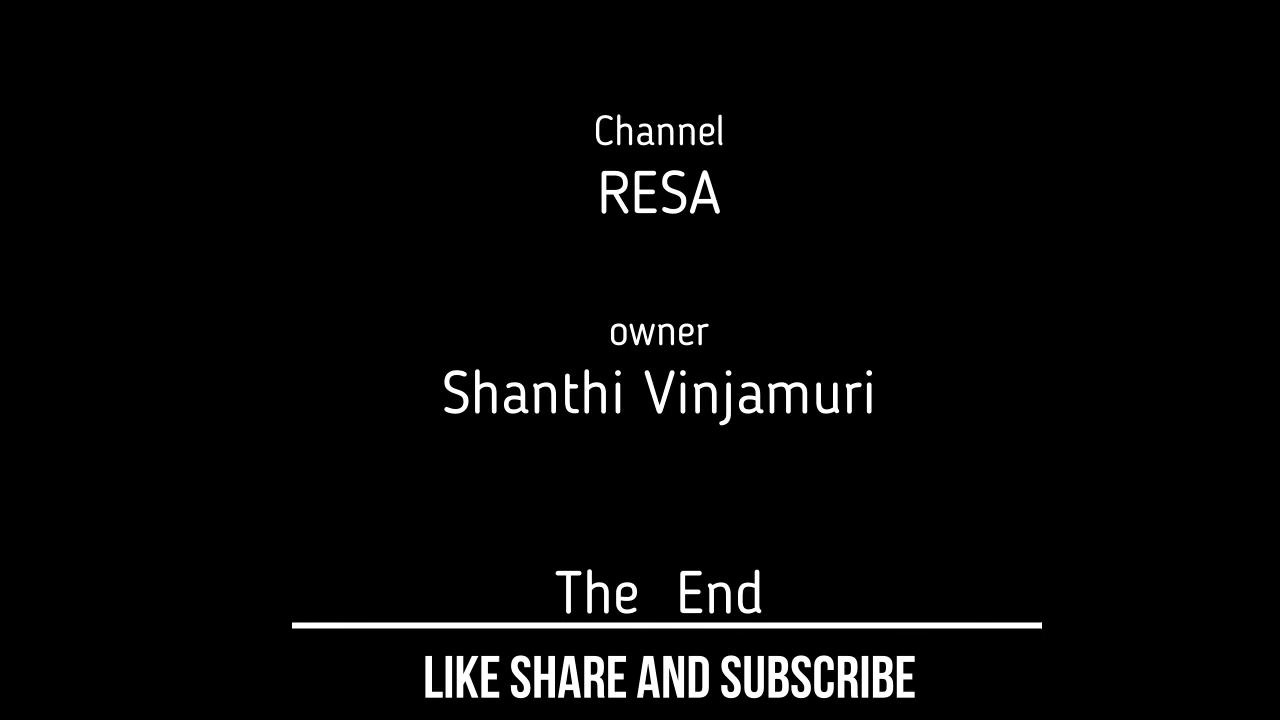 Channel
RESA
owner
Shanthi Vinjamuri
The End
LIKE SHARE AND SUBSCRIBE